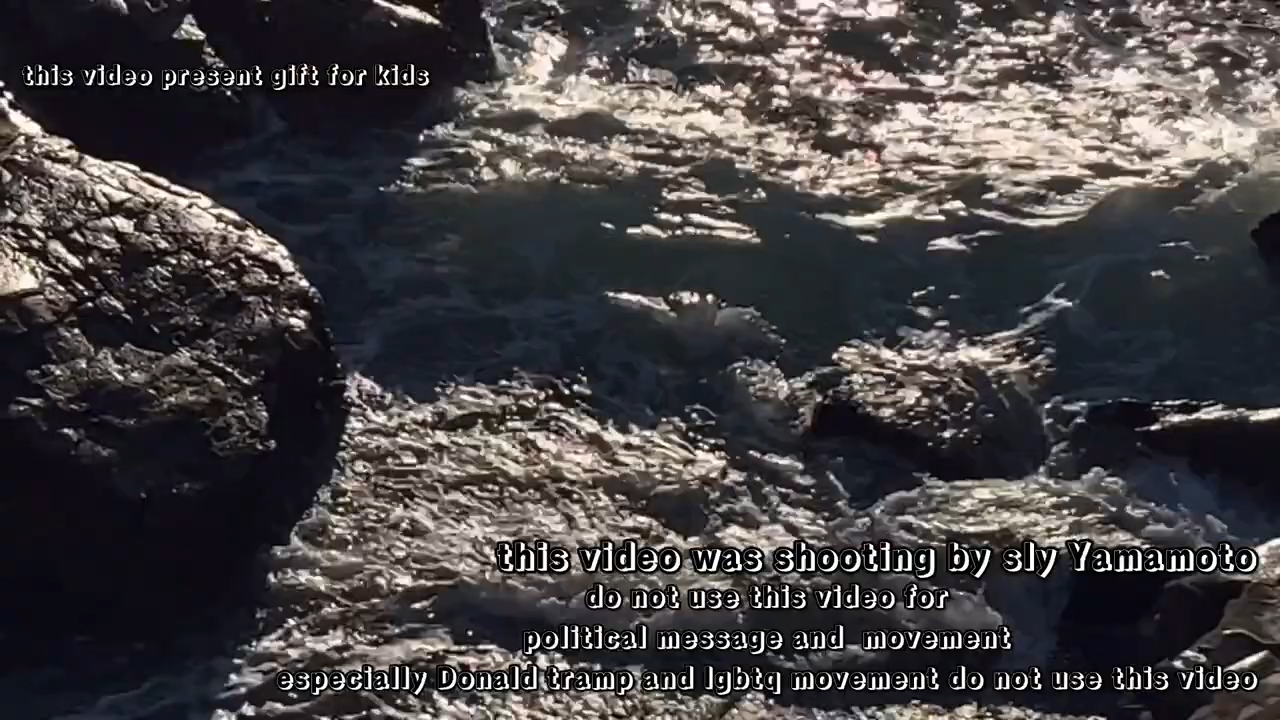 this video present gift for kids
this video was shooting by sly Yamamoto
do not use this video for
political message and movement
especially Donald tramp and lgbtq movement do not use this video